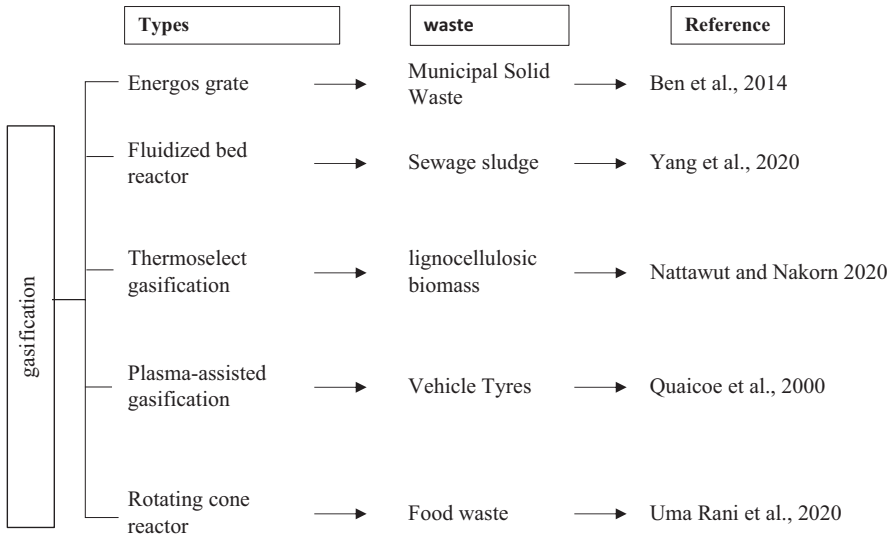 Types
waste
Reference
Energos grate
Municipal Solid
Waste
Ben et al., 2014
gasification
Fluidized bed
reactor
Sewage sludge
Yang et al., 2020
Thermoselect
gasification
lignocellulosic
biomass
Nattawut and Nakorn 2020
Plasma-assisted
gasification
Vehicle Tyres
Quaicoe et al., 2000
Rotating cone
reactor
Food waste
Uma Rani et al., 2020